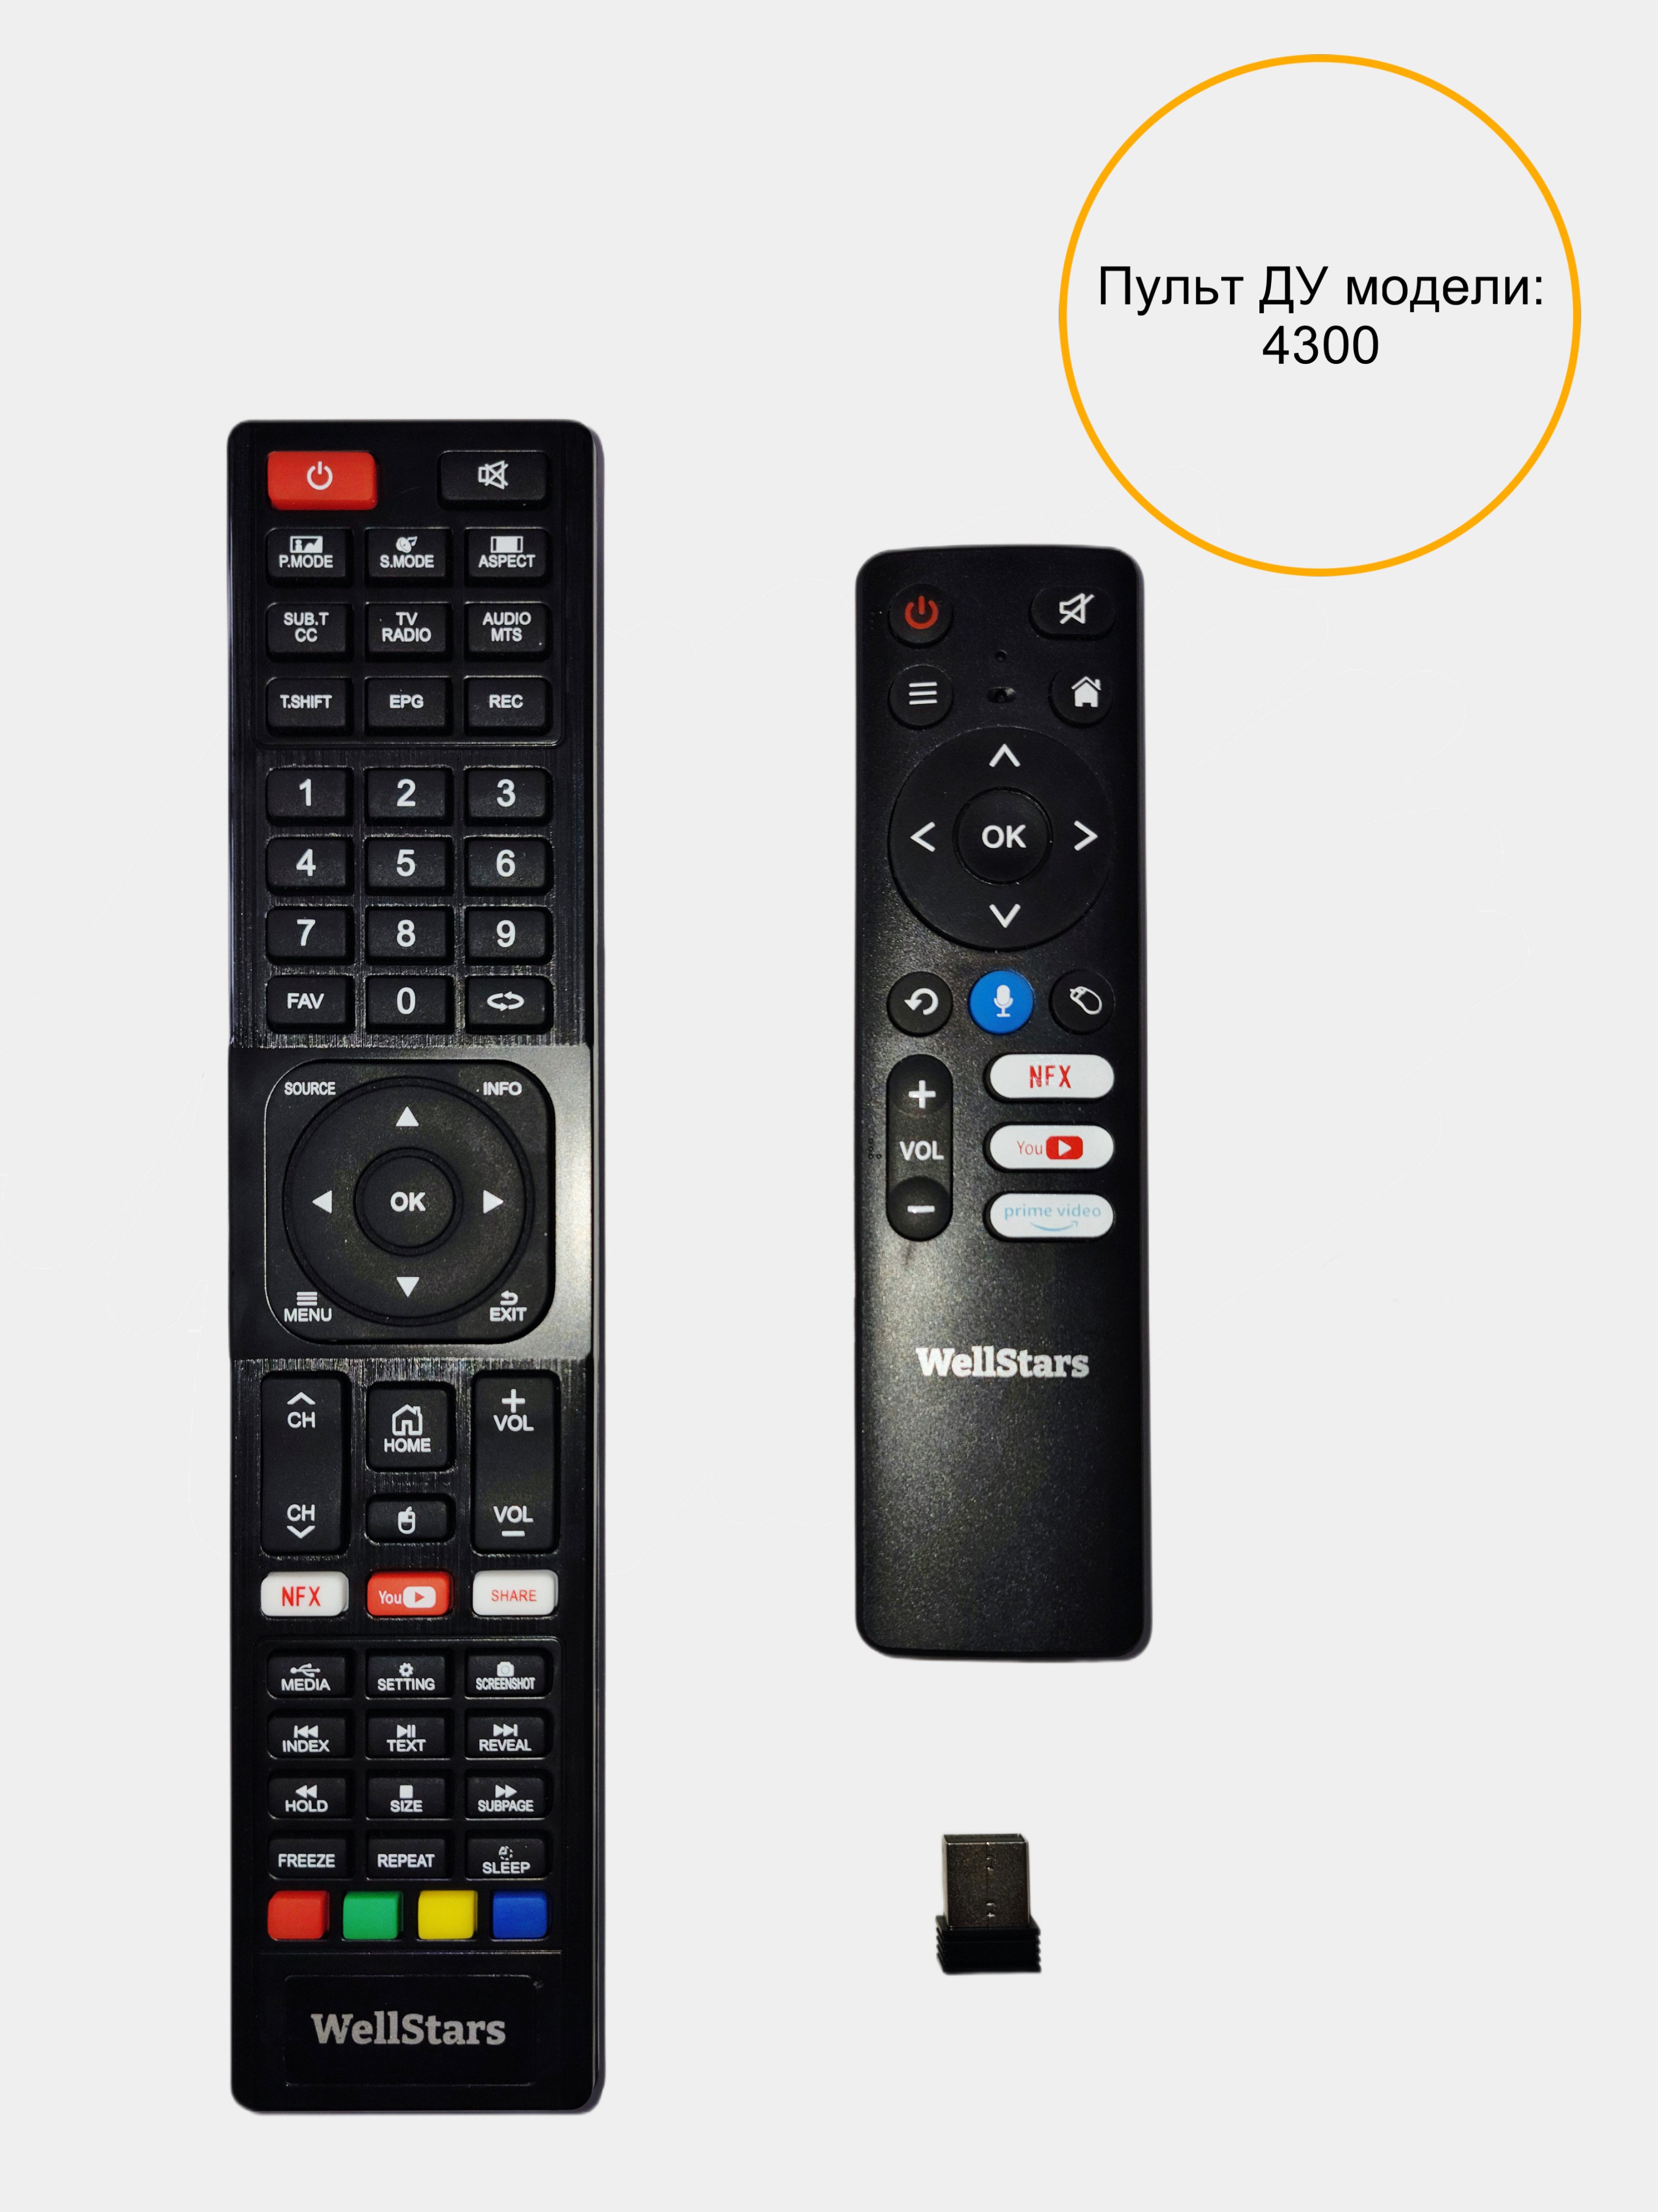 Пульт ДУ модели:
4300
P.MODE S.MODE ASPECT
SUB.T CC TV RADIO AUDIO MTS
T.SHIFT EPG REC
1 2 3
4 5 6
7 8 9
FAV 0
SOURCE INFO
OK
MENU EXIT
CH HOME VOL
CH VOL
NFX You SHARE
MEDIA SETTING SCREENSHOT
INDEX TEXT REVEAL
HOLD SIZE SUBPAGE
FREEZE REPEAT SLEEP
WellStars
OK
NFX
VOL You
prime video
WellStars